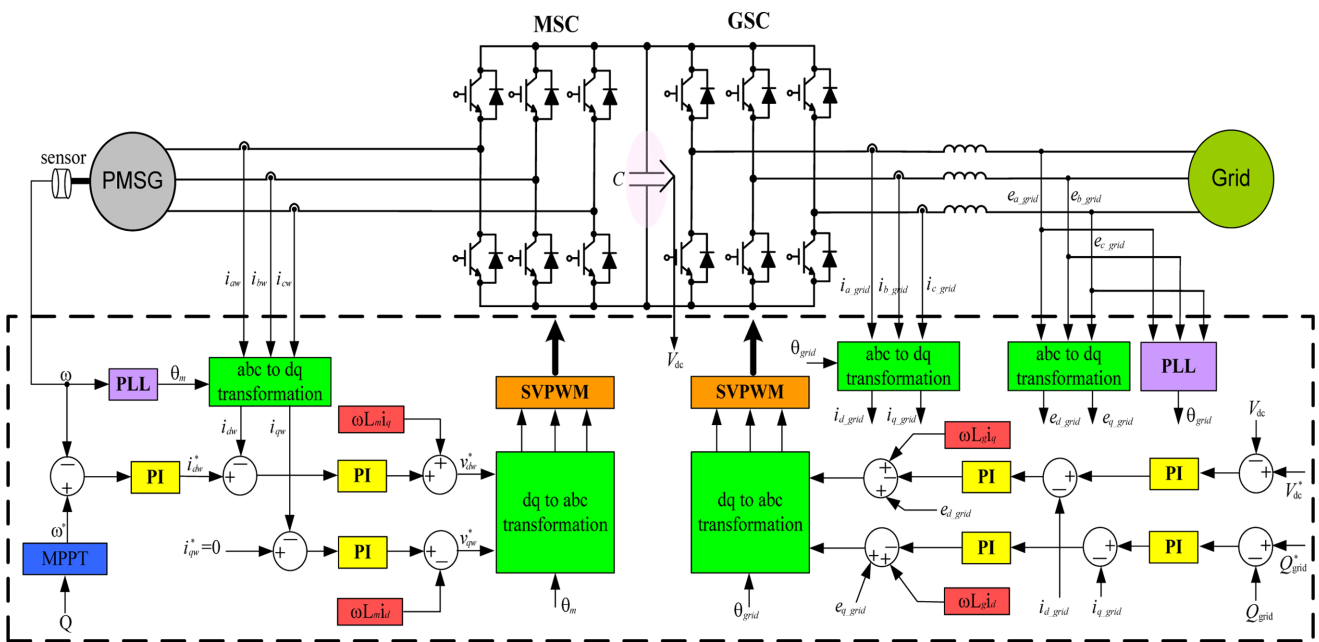 MSC
GSC
sensor
PMSG
C
Grid
e_a_grid
e_b_grid
e_c_grid
i_aw
i_bw
i_cw
i_a_grid
i_b_grid
i_c_grid
V_dc
ω
PLL
θ_m
abc to dq
transformation
SVPWM
SVPWM
θ_grid
abc to dq
transformation
abc to dq
transformation
PLL
i_dw
i_qw
ωL_m i_q
i_d_grid
i_q_grid
e_d_grid
e_q_grid
θ_grid
V_dc
ωL_g i_q
−
+
PI
i*_dw
−
+
PI
+
+
v*_dw
dq to abc
transformation
dq to abc
transformation
+
−
+
PI
−
+
PI
−
+
V*_dc
e_d_grid
ω*
MPPT
Q
i*_qw=0
−
+
PI
+
−
v*_qw
ωL_m i_d
θ_m
θ_grid
−
+
+
PI
+
−
PI
+
−
Q*_grid
e_q_grid
ωL_g i_d
i_d_grid
i_q_grid
Q_grid